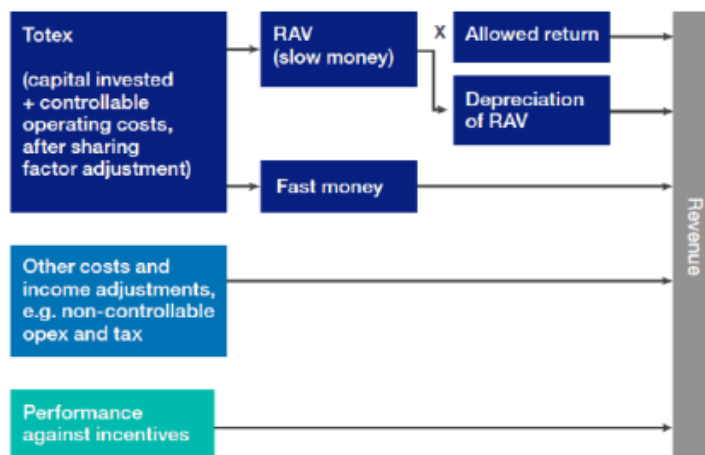 Totex
(capital invested
+ controllable
operating costs,
after sharing
factor adjustment)
RAV
(slow money)
X
Allowed return
Depreciation
of RAV
Fast money
Other costs and
income adjustments,
e.g. non-controllable
opex and tax
Performance
against incentives
Revenue